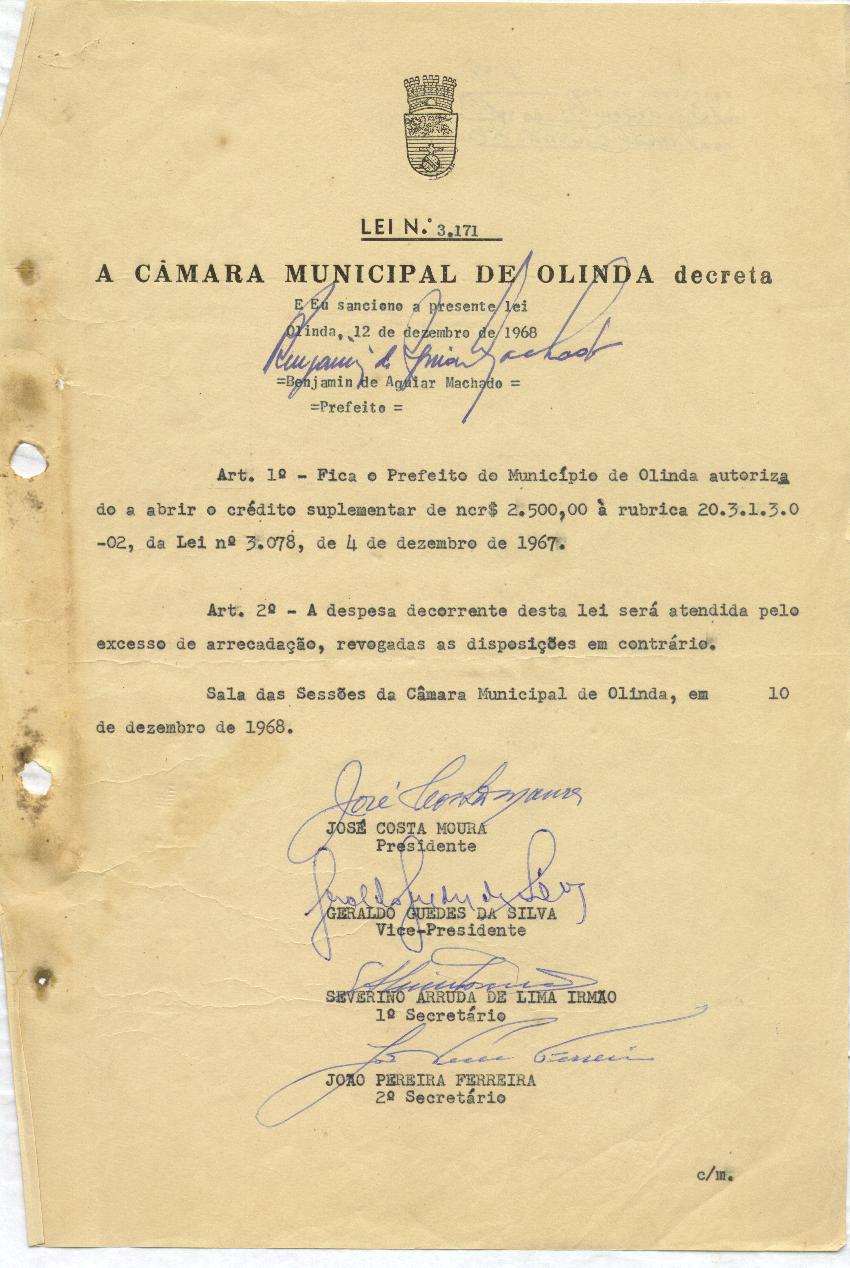 LEI N.º 3.171
A CÂMARA MUNICIPAL DE OLINDA decreta
E Eu sanciono a presente lei
Olinda, 12 de dezembro de 1968
Benjamin de Aguiar Machado
=Benjamin de Aguiar Machado =
=Prefeito =
Art. 1º - Fica o Prefeito do Município de Olinda autoriza
do a abrir o crédito suplementar de ncr$ 2.500,00 à rubrica 20.3.1.3.0
-02, da Lei nº 3.078, de 4 de dezembro de 1967.
Art. 2º - A despesa decorrente desta lei será atendida pelo
excesso de arrecadação, revogadas as disposições em contrário.
Sala das Sessões da Câmara Municipal de Olinda, em 10
de dezembro de 1968.
José Costa Moura
JOSÉ COSTA MOURA
Presidente
Geraldo Guedes da Silva
GERALDO GUEDES DA SILVA
Vice-Presidente
SEVERINO ARRUDA DE LIMA IRMÃO
1º Secretário
JOÃO PEREIRA FERREIRA
2º Secretário
c/m.